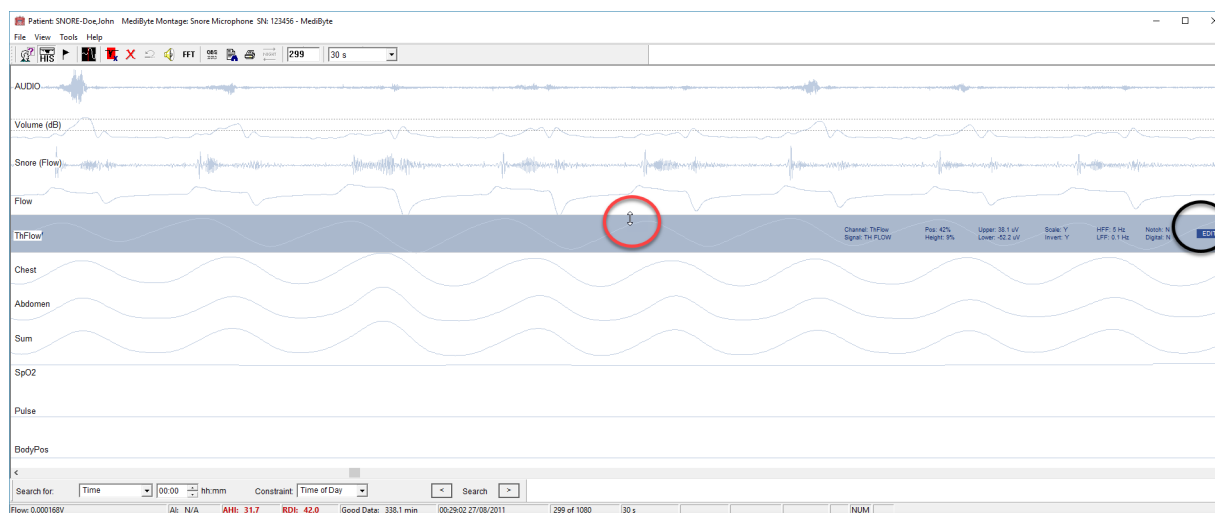 Patient: SNORE-Doe,John   MediByte Montage: Snore Microphone  SN: 123456 - MediByte
File View Tools Help
HIS FFT OBS 299 30 s
AUDIO
Volume (dB)
Snore (Flow)
Flow
ThFlow
Channel: ThFlow Pos: 42% Upper: 38.1 uV Scale: Y HFF: 5 Hz Notch: N
Signal: TH FLOW Height: 9% Lower: -52.2 uV Invert: Y LFF: 0.1 Hz Digital: N
EDIT
Chest
Abdomen
Sum
SpO2
Pulse
BodyPos
Search for: Time 00:00 hh:mm Constraint: Time of Day < Search >
Flow: 0.000168V AI: N/A AHI: 31.7 RDI: 42.0 Good Data: 338.1 min 00:29:02 27/08/2011 299 of 1080 30 s NUM